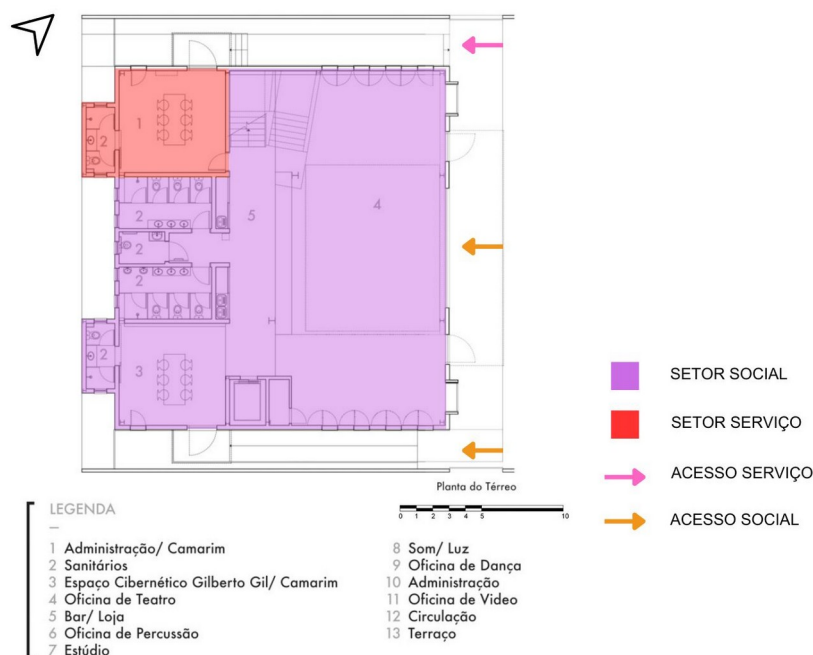 1
2
2
5
4
2
2
2
3
SETOR SOCIAL
SETOR SERVIÇO
ACESSO SERVIÇO
ACESSO SOCIAL
Planta do Térreo
0 1 2 3 4 5 10
LEGENDA
1 Administração/ Camarim
2 Sanitários
3 Espaço Cibernético Gilberto Gil/ Camarim
4 Oficina de Teatro
5 Bar/ Loja
6 Oficina de Percussão
7 Estúdio
8 Som/ Luz
9 Oficina de Dança
10 Administração
11 Oficina de Video
12 Circulação
13 Terraço